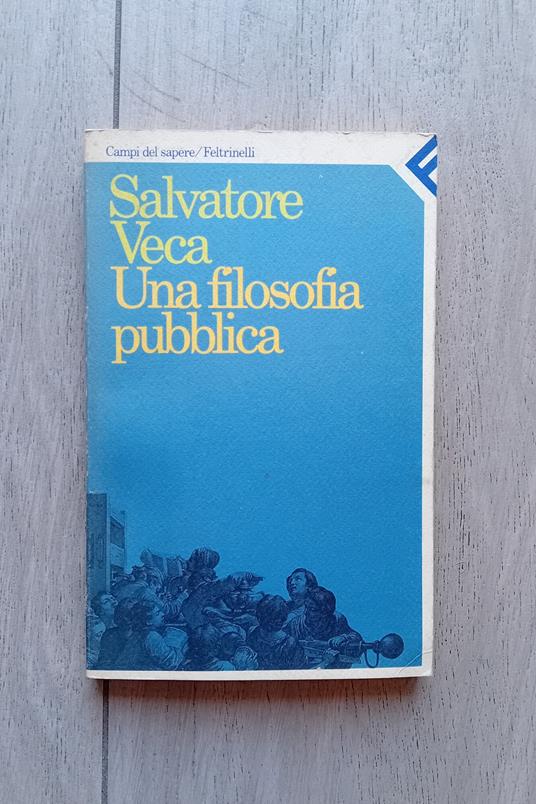 Campi del sapere/Feltrinelli
Salvatore
Veca
Una filosofia
pubblica